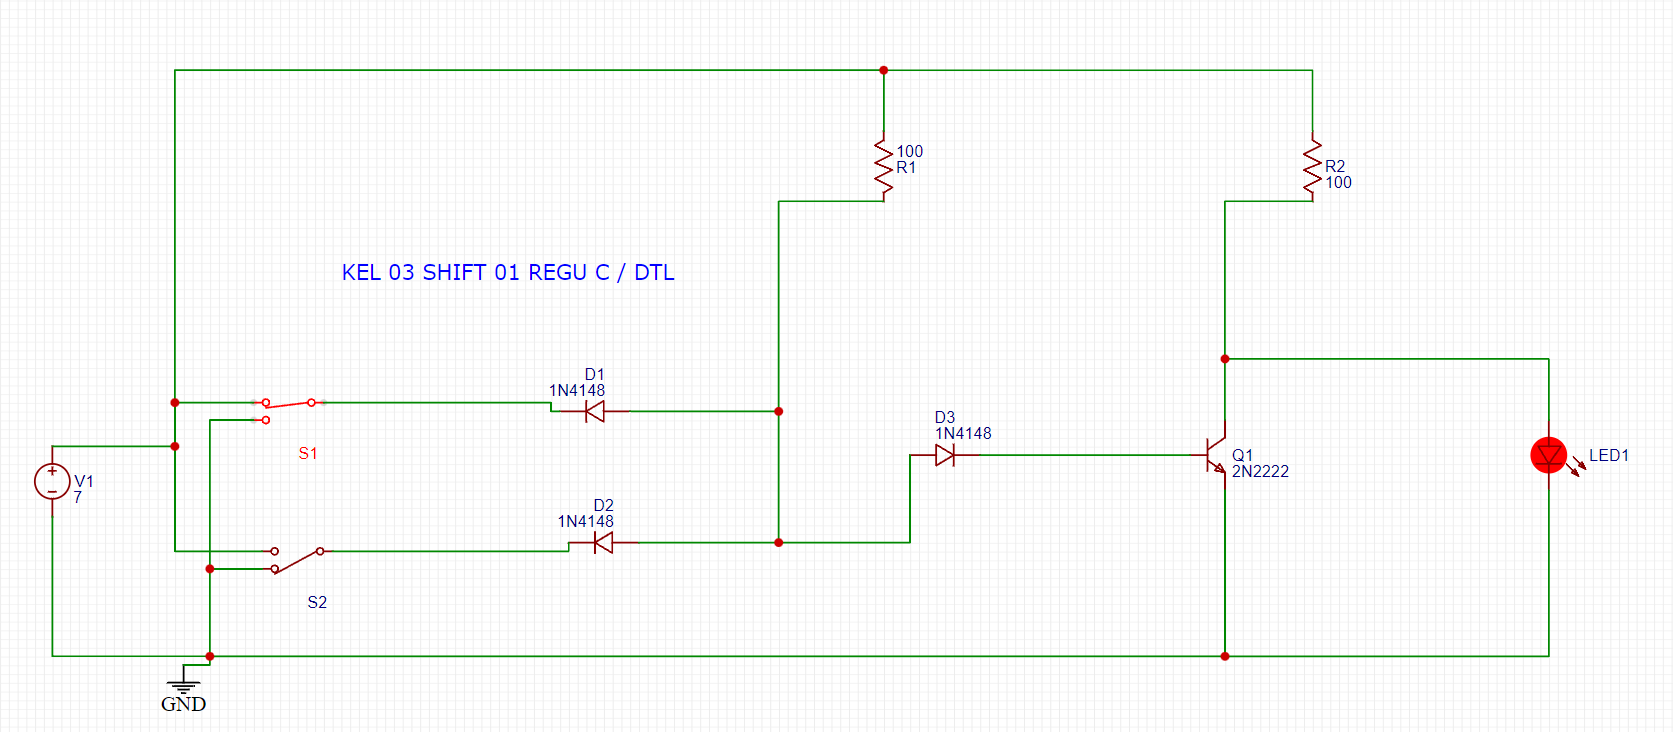 100
R1
R2
100
KEL 03 SHIFT 01 REGU C / DTL
D1
1N4148
D3
1N4148
S1
V1
7
Q1
2N2222
LED1
D2
1N4148
S2
GND